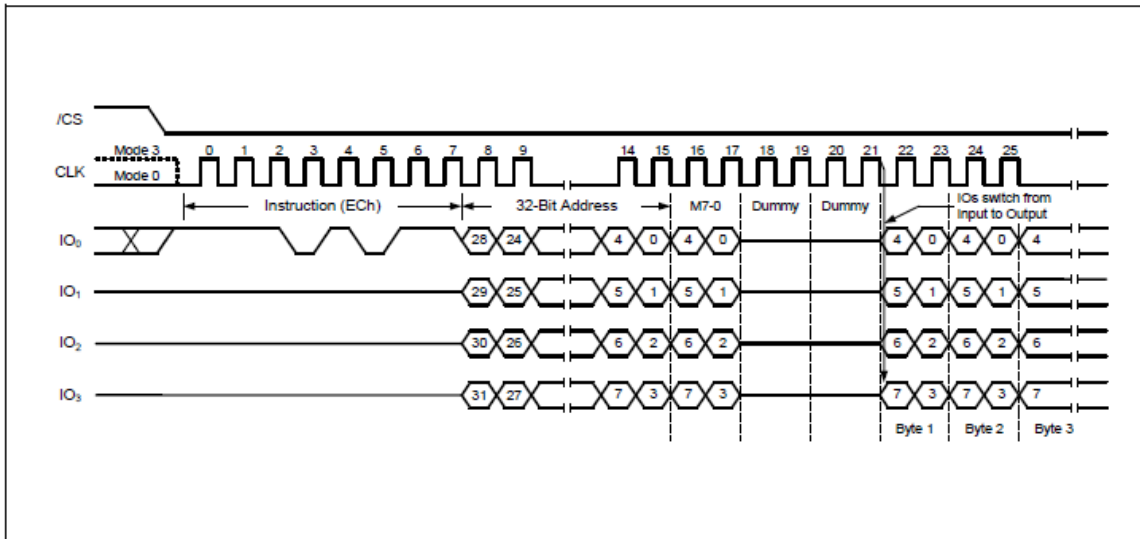 /CS
Mode 3 0 1 2 3 4 5 6 7 8 9 14 15 16 17 18 19 20 21 22 23 24 25
CLK
Mode 0
Instruction (ECh) 32-Bit Address M7-0 Dummy Dummy IOs switch from
Input to Output
IO₀ 28 24 4 0 4 0 4 0 4 0 4
IO₁ 29 25 5 1 5 1 5 1 5 1 5
IO₂ 30 26 6 2 6 2 6 2 6 2 6
IO₃ 31 27 7 3 7 3 7 3 7 3 7
Byte 1 Byte 2 Byte 3